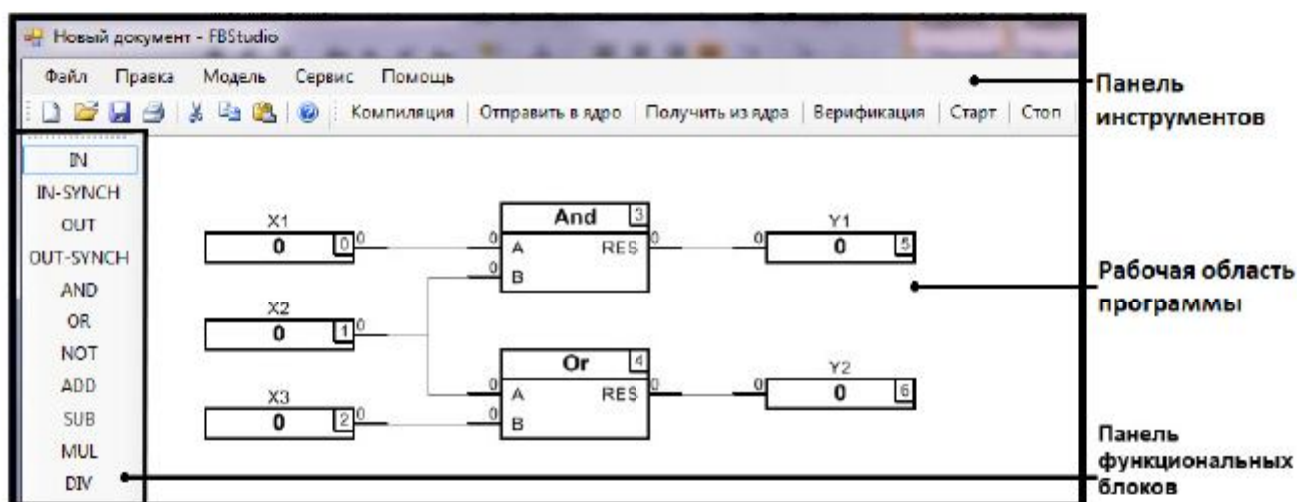 Новый документ - FBStudio
Файл Правка Модель Сервис Помощь
Компиляция Отправить в ядро Получить из ядра Верификация Старт Стоп
Панель
инструментов
IN
IN-SYNCH
OUT
OUT-SYNCH
AND
OR
NOT
ADD
SUB
MUL
DIV
X1
0 0 0
X2
0 1 0
X3
0 2 0
And 3
0 A RES 0
0 B
Or 4
0 A RES 0
0 B
Y1
0 0 5
Y2
0 0 6
Рабочая область
программы
Панель
функциональных
блоков